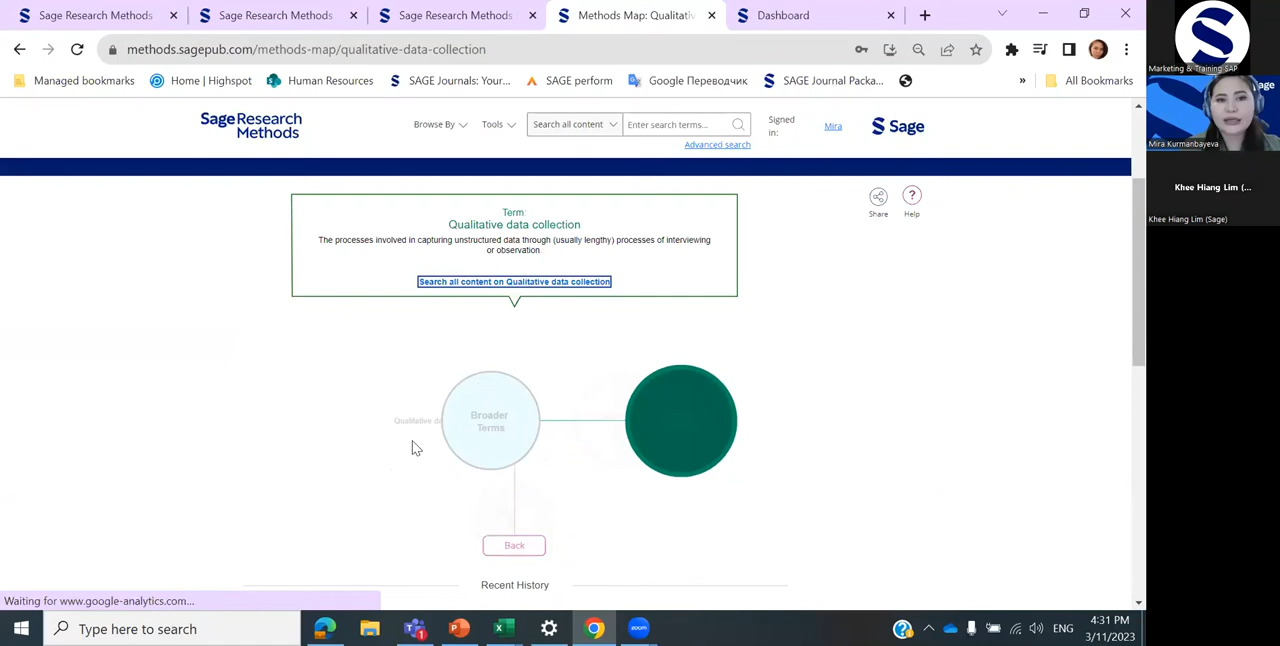 Sage Research Methods
Sage Research Methods
Sage Research Methods
Methods Map: Qualitativ
Dashboard
methods.sagepub.com/methods-map/qualitative-data-collection
Managed bookmarks
Home | Highspot
Human Resources
SAGE Journals: Down...
SAGE perform
Google Переводчик
SAGE Journal Packa...
»
All Bookmarks
Sage Research
Methods
Browse By
Tools
Search all content
Enter search terms...
Advanced search
Signed
in:
Mira
Sage
Term:
Qualitative data collection
The processes involved in capturing unstructured data through (usually lengthy) processes of interviewing
or observation.
Search all content on Qualitative data collection
Share
Help
Qualitative da
Broader
Terms
Back
Recent History
Waiting for www.google-analytics.com...
Type here to search
1
ENG
4:31 PM
3/11/2023
Marketing & Training SAP
Sage
Mira Kurmanbayeva
Khee Hiang Lim (...
Khee Hiang Lim (Sage)